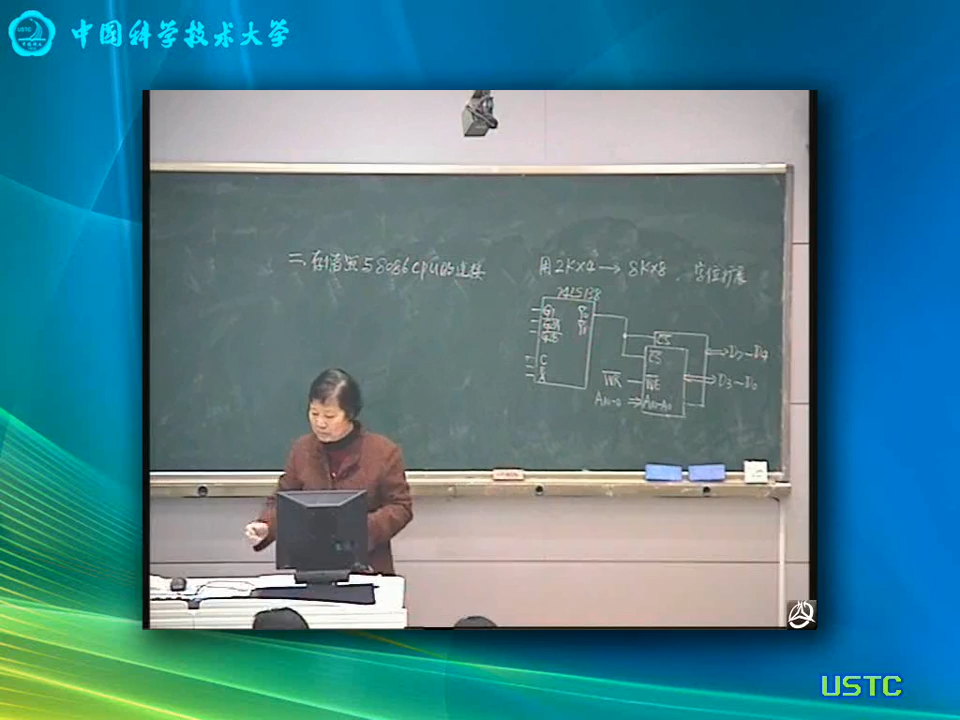 中国科学技术大学
二、存储器与8086CPU的连接
用2K×4→8K×8，字位扩展
74LS138
G1
G2A
G2B
C
B
A
Y0
Y1
CS
CS
WR
WE
A10~0
A10~A0
D7~D4
D3~D0
USTC